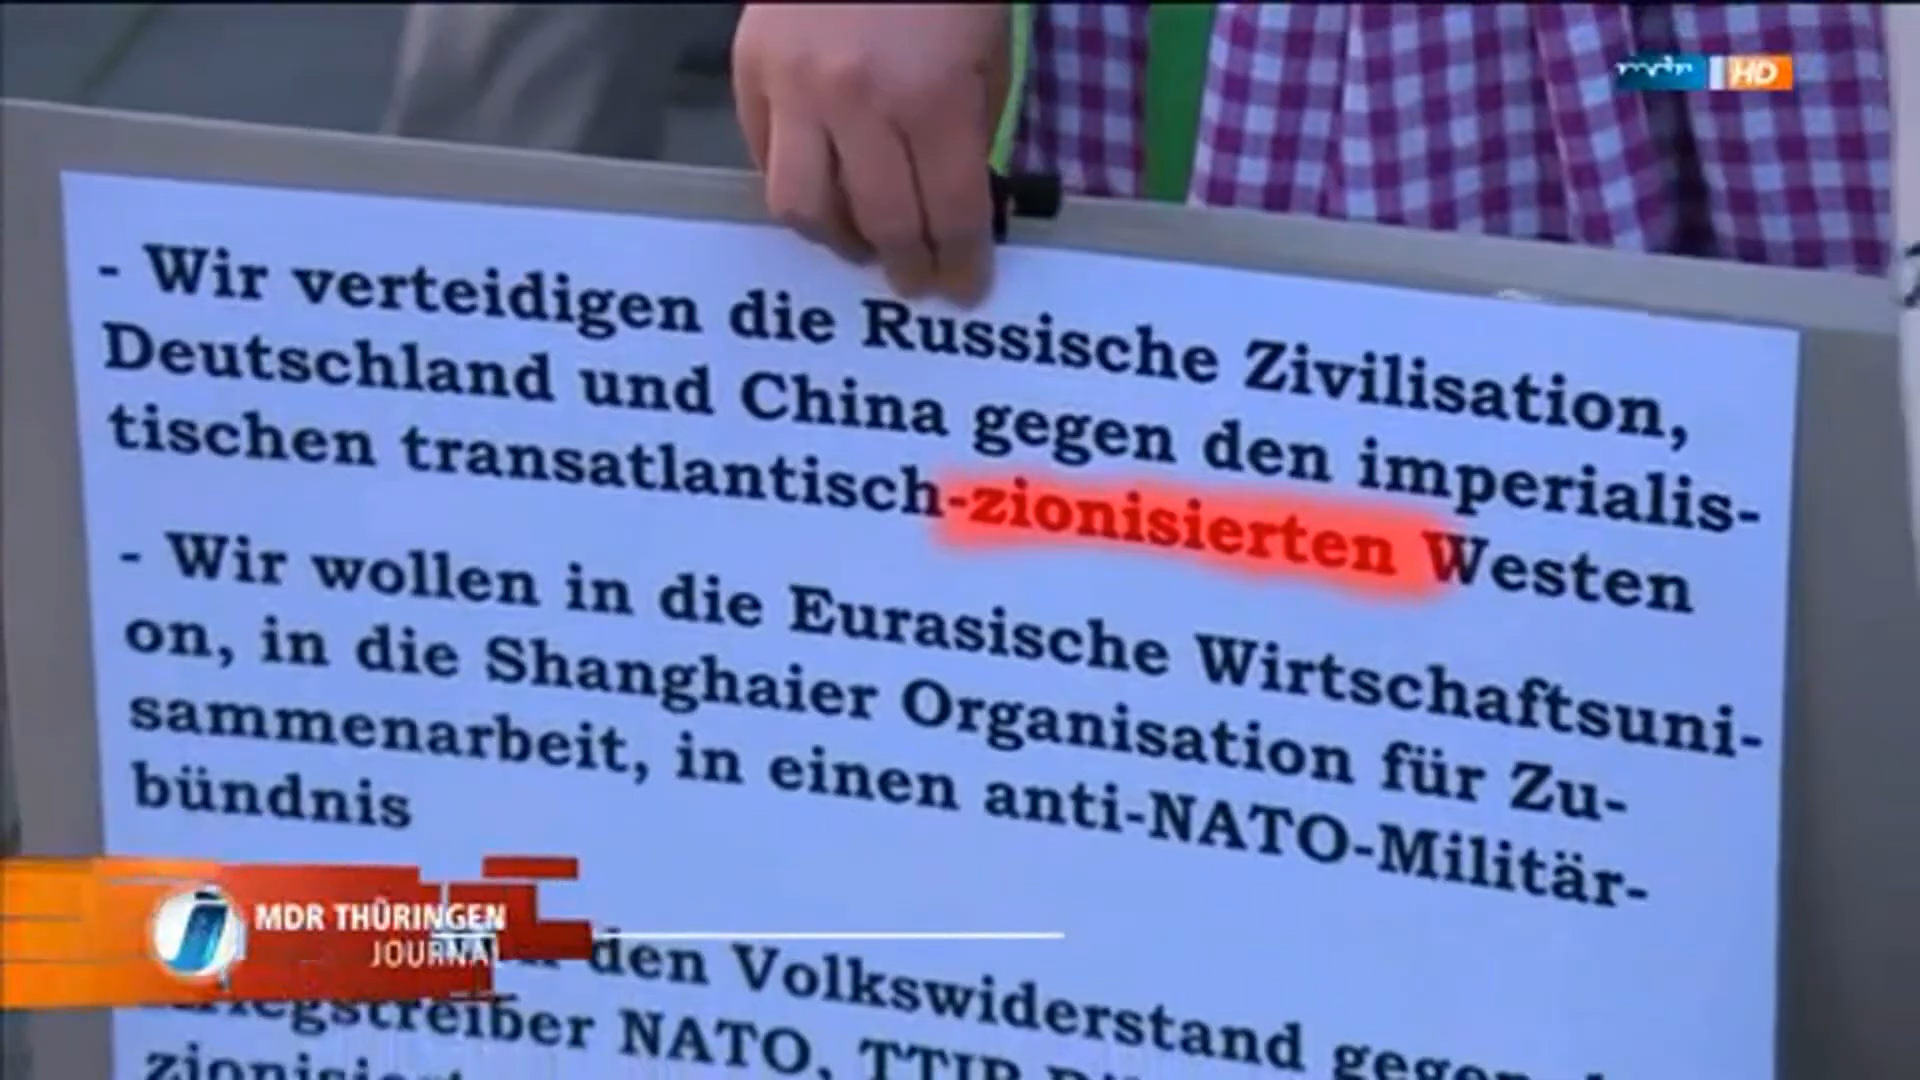 mdr HD
- Wir verteidigen die Russische Zivilisation,
Deutschland und China gegen den imperialis-
tischen transatlantisch-zionisierten Westen
- Wir wollen in die Eurasische Wirtschaftsuni-
on, in die Shanghaier Organisation für Zu-
sammenarbeit, in einen anti-NATO-Militär-
bündnis
den Volkswiderstand gegen
NATO, TTIP
MDR THÜRINGEN
JOURNAL